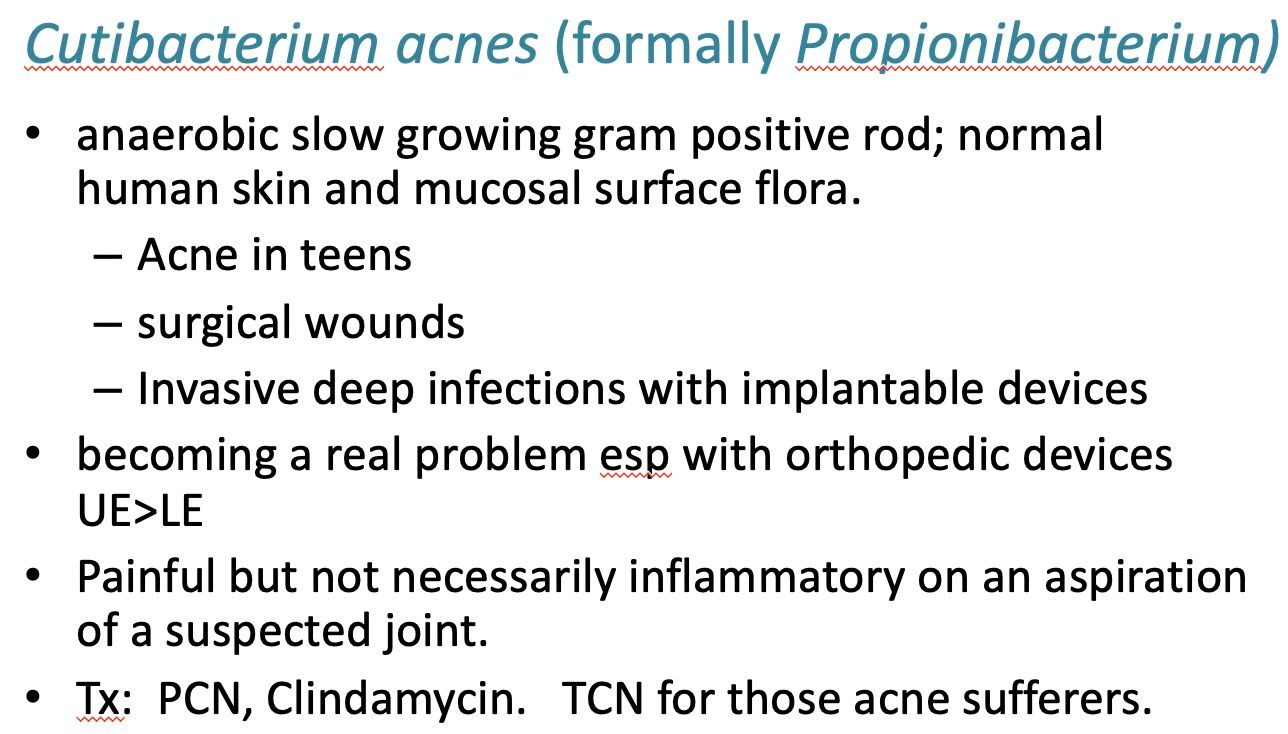 Cutibacterium acnes (formally Propionibacterium)
• anaerobic slow growing gram positive rod; normal
human skin and mucosal surface flora.
– Acne in teens
– surgical wounds
– Invasive deep infections with implantable devices
• becoming a real problem esp with orthopedic devices
UE>LE
• Painful but not necessarily inflammatory on an aspiration
of a suspected joint.
• Tx: PCN, Clindamycin. TCN for those acne sufferers.